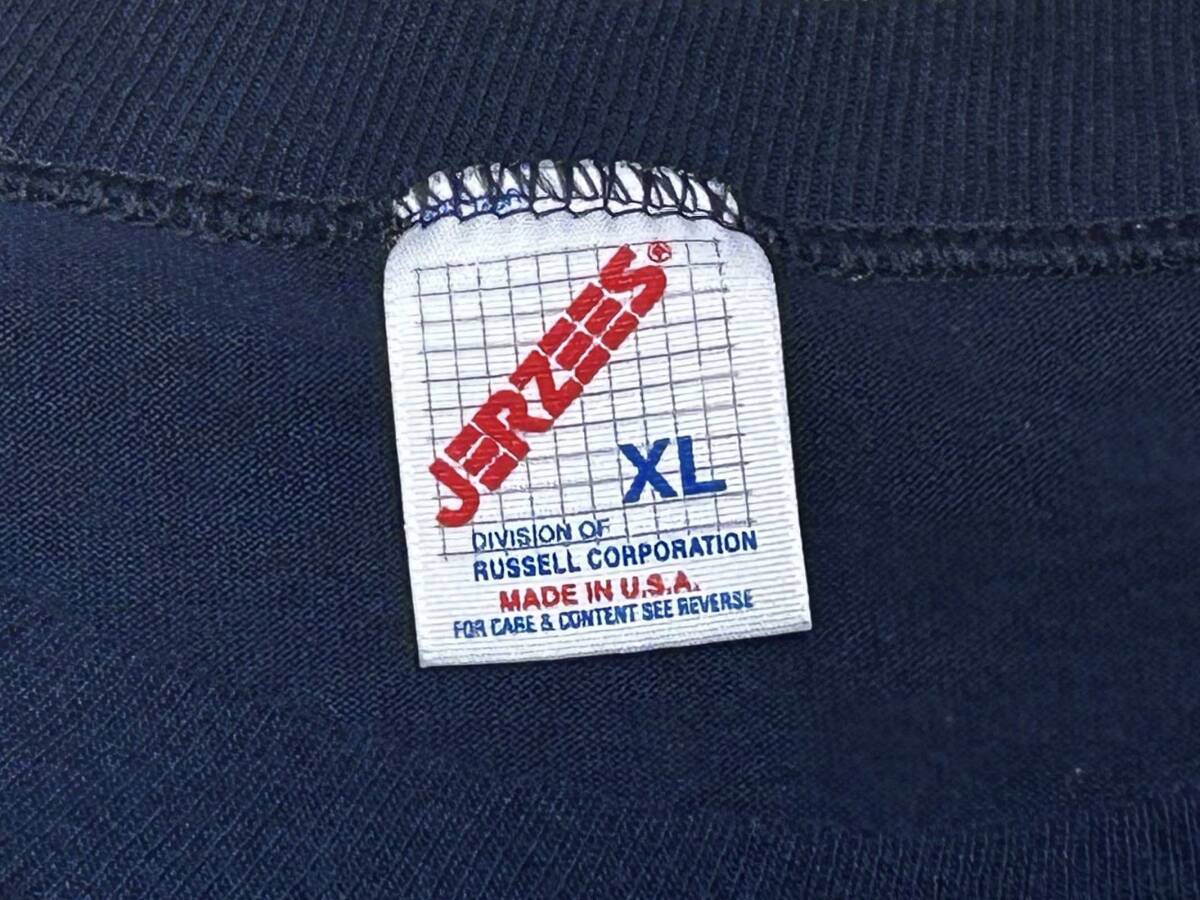 JERZEES®
XL
DIVISION OF
RUSSELL CORPORATION
MADE IN U.S.A.
FOR CARE & CONTENT SEE REVERSE